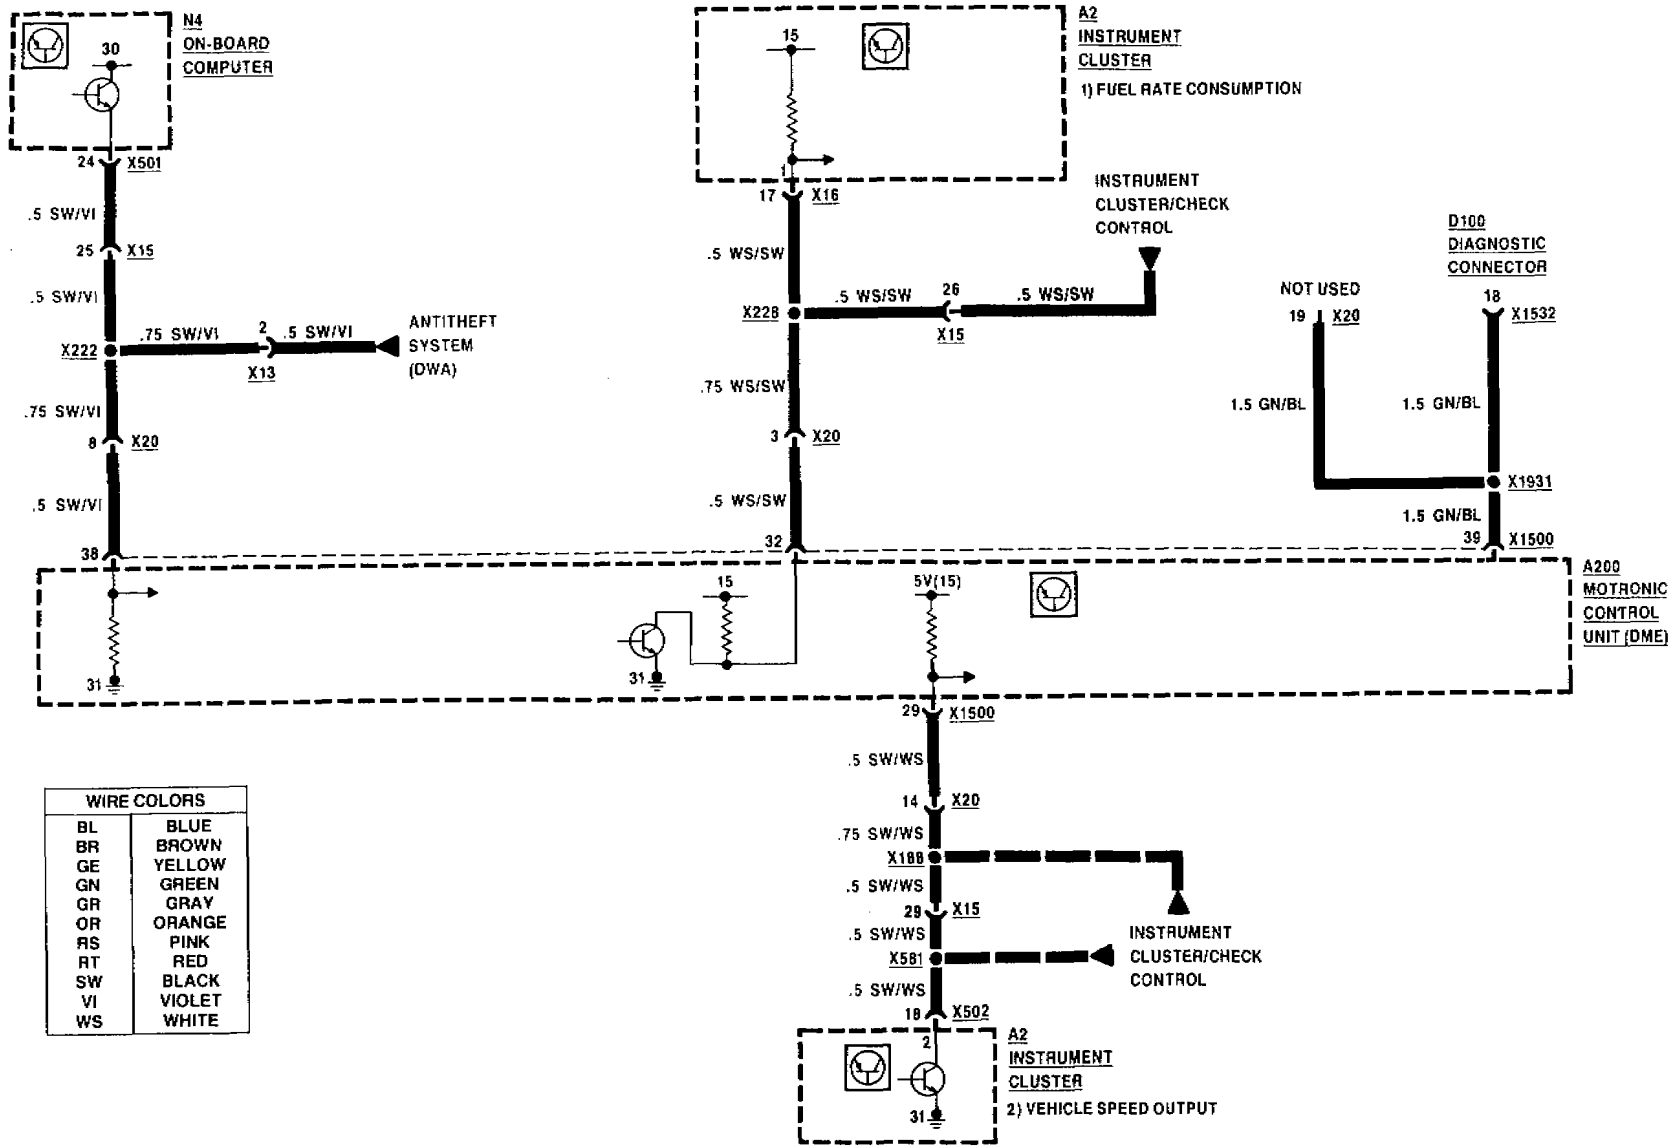 N4
ON-BOARD
COMPUTER
30
24 X501
.5 SW/VI
25 X15
.5 SW/VI
X222
.75 SW/VI
2
X13
.5 SW/VI
ANTITHEFT
SYSTEM
(DWA)
.75 SW/VI
8 X20
.5 SW/VI
38
A2
INSTRUMENT
CLUSTER
1) FUEL RATE CONSUMPTION
15
17 X16
.5 WS/SW
X228
.5 WS/SW
26
X15
.5 WS/SW
INSTRUMENT
CLUSTER/CHECK
CONTROL
.75 WS/SW
3 X20
.5 WS/SW
32
NOT USED
19 X20
1.5 GN/BL
D100
DIAGNOSTIC
CONNECTOR
18
X1532
1.5 GN/BL
X1931
1.5 GN/BL
39 X1500
A200
MOTRONIC
CONTROL
UNIT (DME)
31
15
31
5V(15)
29 X1500
.5 SW/WS
14 X20
.75 SW/WS
X188
.5 SW/WS
29 X15
.5 SW/WS
X581
.5 SW/WS
18 X502
INSTRUMENT
CLUSTER/CHECK
CONTROL
2
31
A2
INSTRUMENT
CLUSTER
2) VEHICLE SPEED OUTPUT
WIRE COLORS
BL BLUE
BR BROWN
GE YELLOW
GN GREEN
GR GRAY
OR ORANGE
RS PINK
RT RED
SW BLACK
VI VIOLET
WS WHITE